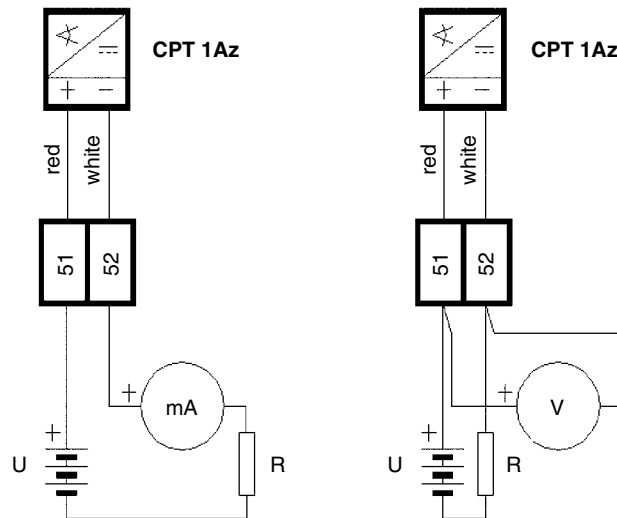 CPT 1Az
+ −
red
white
51
52
+
mA
+
U
R
CPT 1Az
+ −
red
white
51
52
+
V
+
U
R